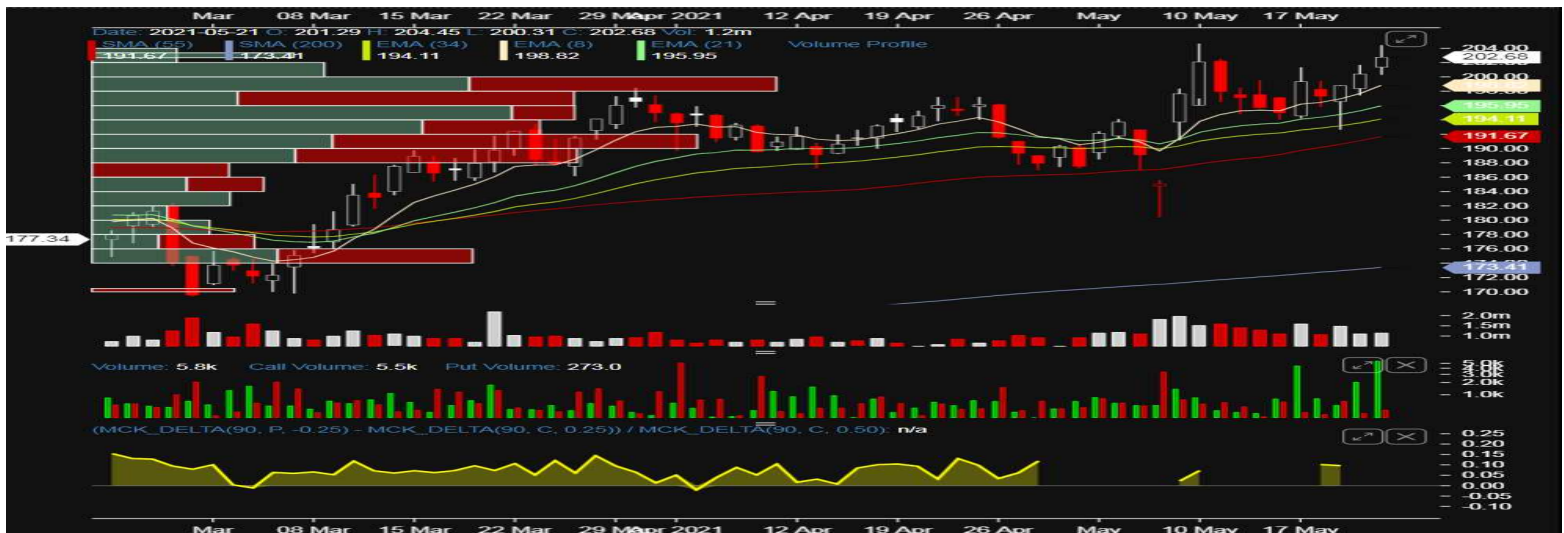 Mar 08 Mar 15 Mar 22 Mar 29 Mar Apr 2021 12 Apr 19 Apr 26 Apr May 10 May 17 May
Date: 2021-05-21 O: 201.29 H: 204.45 L: 200.31 C: 202.68 Vol: 1.2m
SMA (55) SMA (200) EMA (34) EMA (8) EMA (21) Volume Profile
191.67 173.41 194.11 198.82 195.95
204.00
202.68
200.00
195.95
194.11
191.67
190.00
188.00
186.00
184.00
182.00
180.00
177.34
178.00
176.00
173.41
172.00
170.00
2.0m
1.5m
1.0m
Volume: 5.8k Call Volume: 5.5k Put Volume: 273.0
5.0k
3.0k
2.0k
1.0k
(MCK_DELTA(90, P, -0.25) - MCK_DELTA(90, C, 0.25)) / MCK_DELTA(90, C, 0.50): n/a
0.25
0.20
0.15
0.10
0.05
0.00
-0.05
-0.10
Mar 08 Mar 15 Mar 22 Mar 29 Mar Apr 2021 12 Apr 19 Apr 26 Apr May 10 May 17 May